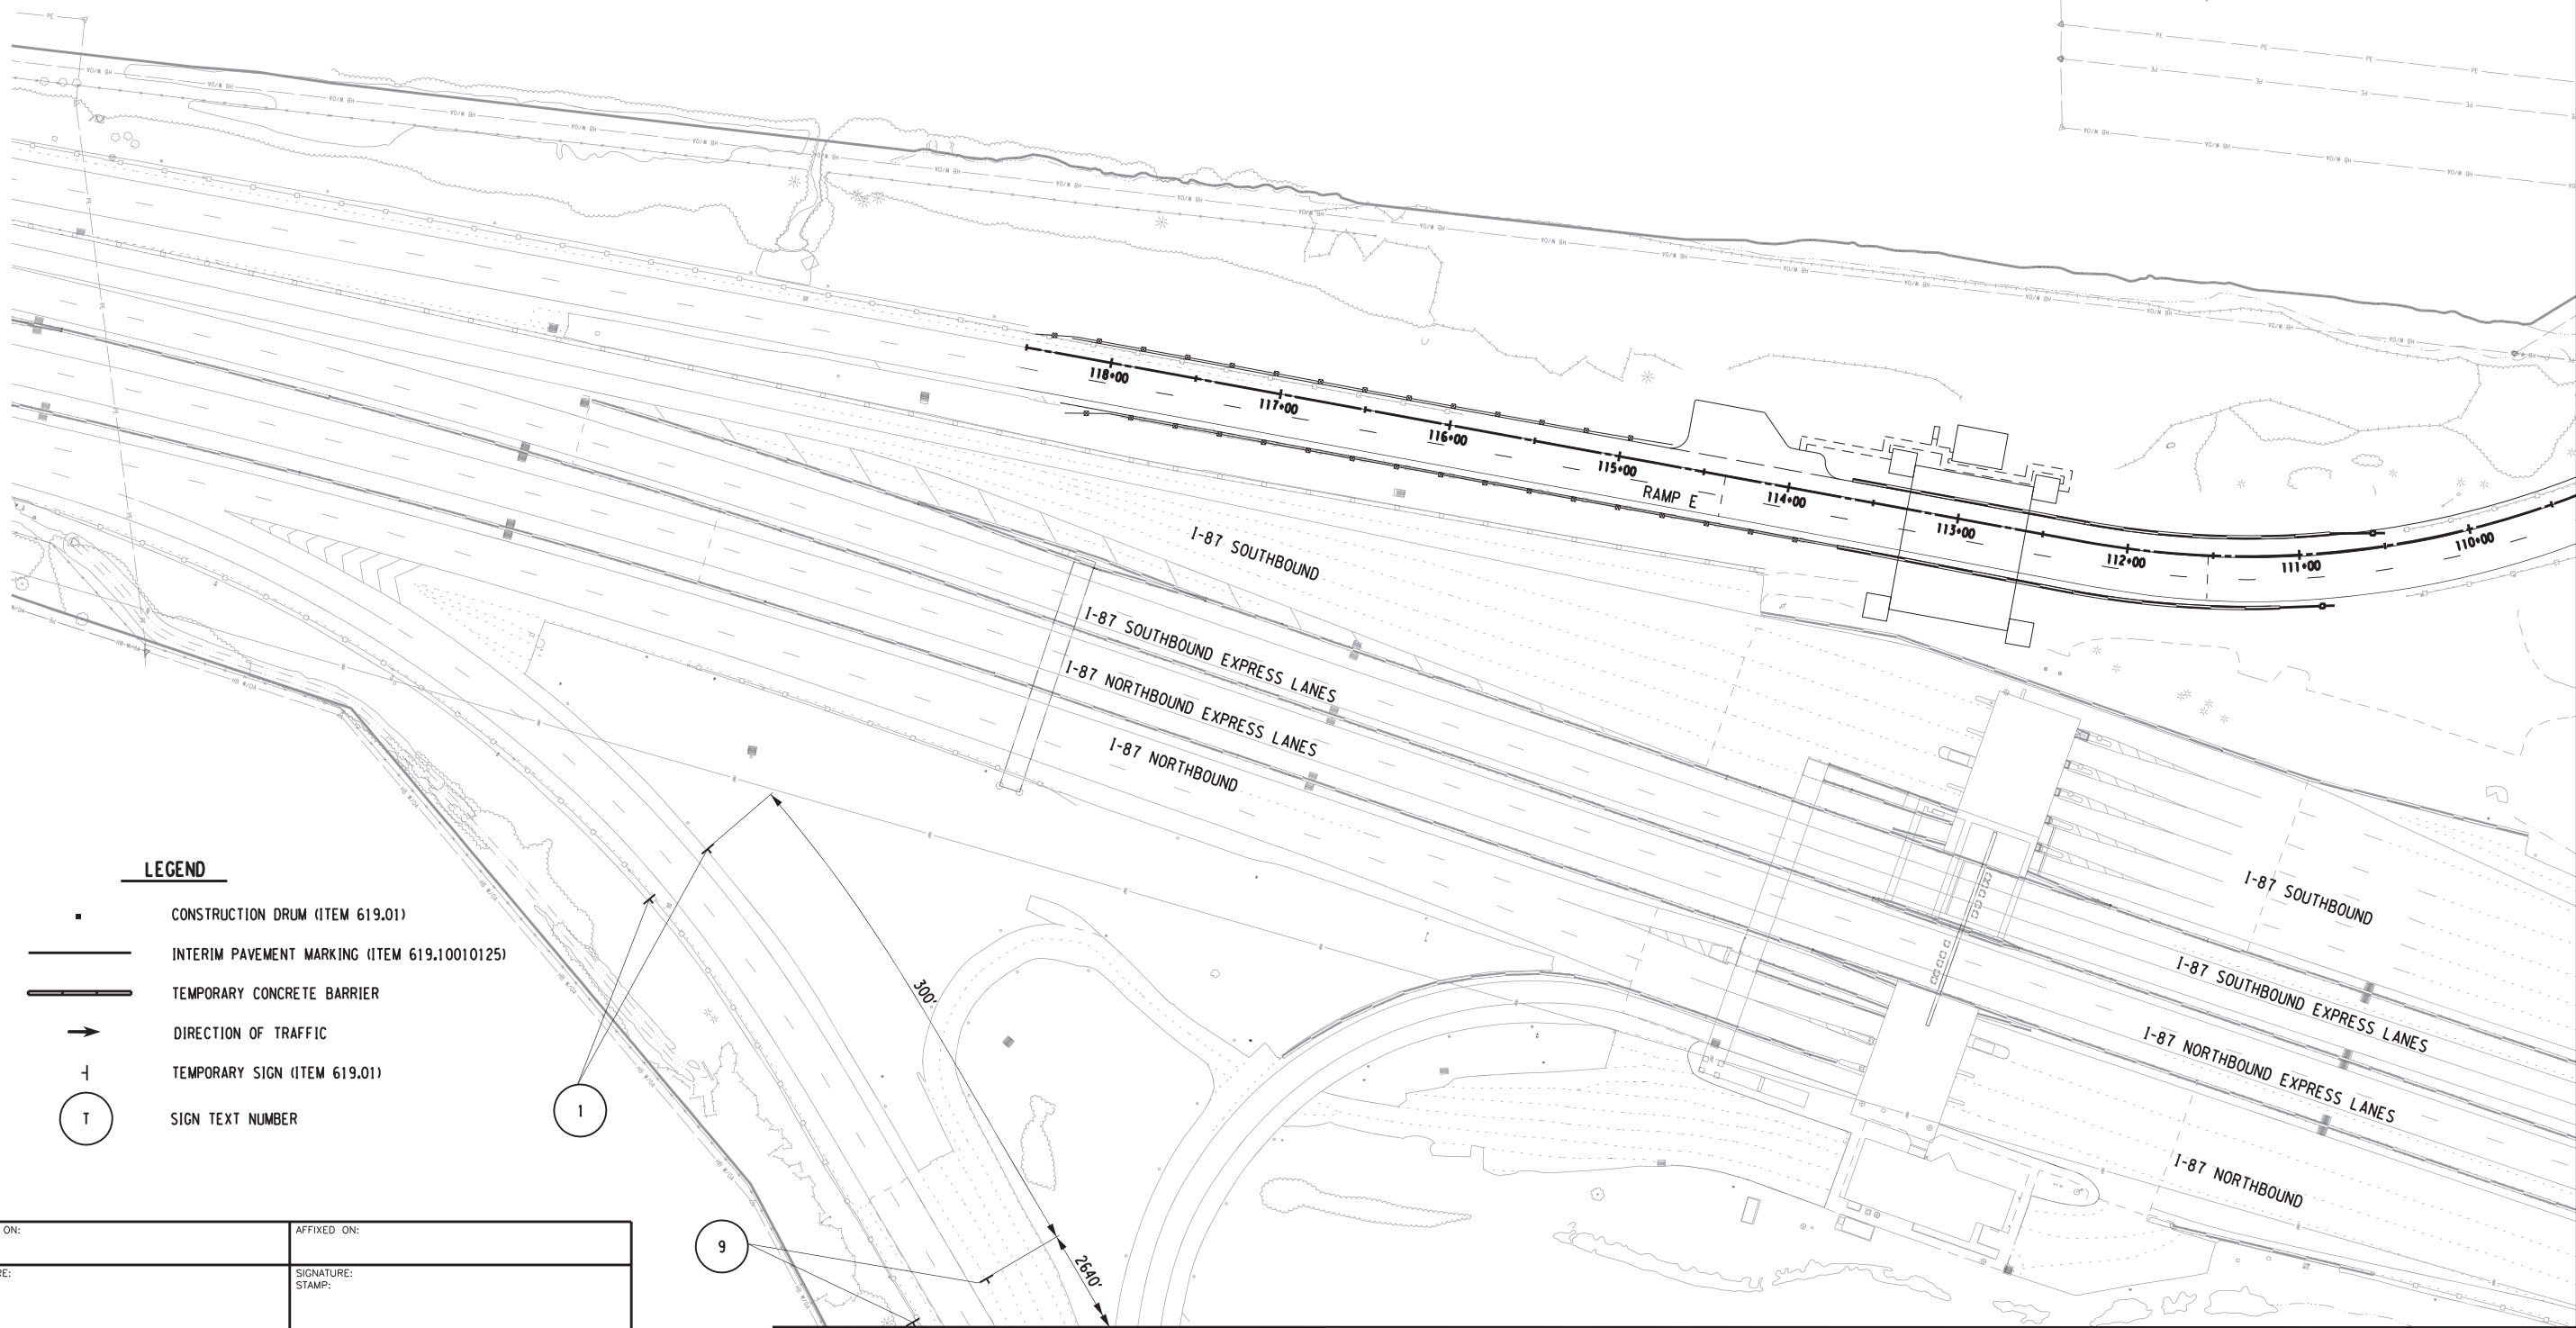 118+00
117+00
116+00
115+00
114+00
113+00
112+00
111+00
110+00
RAMP E
I-87 SOUTHBOUND
I-87 SOUTHBOUND EXPRESS LANES
I-87 NORTHBOUND EXPRESS LANES
I-87 NORTHBOUND
I-87 SOUTHBOUND
I-87 SOUTHBOUND EXPRESS LANES
I-87 NORTHBOUND EXPRESS LANES
I-87 NORTHBOUND
300'
2640'
1
9
LEGEND
CONSTRUCTION DRUM (ITEM 619.01)
INTERIM PAVEMENT MARKING (ITEM 619.10010125)
TEMPORARY CONCRETE BARRIER
DIRECTION OF TRAFFIC
TEMPORARY SIGN (ITEM 619.01)
T
SIGN TEXT NUMBER
ON:
AFFIXED ON:
RE:
SIGNATURE:
STAMP: